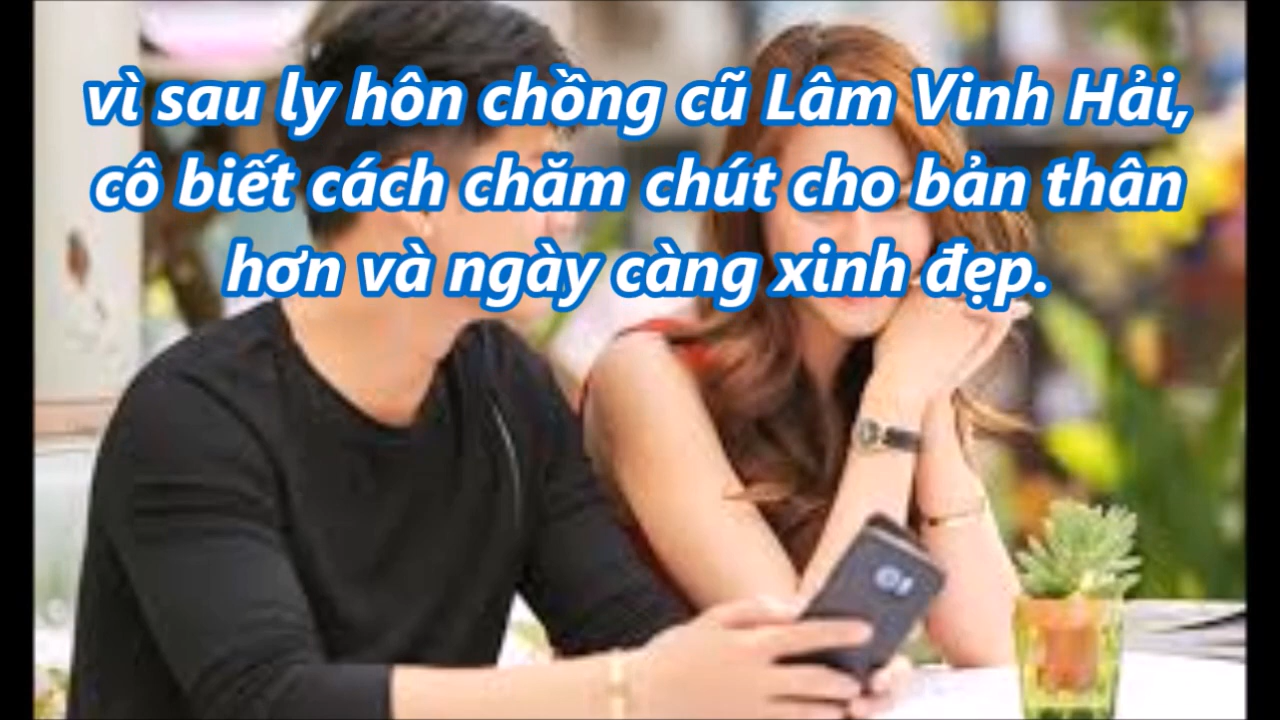 vì sau ly hôn chồng cũ Lâm Vinh Hải,
cô biết cách chăm chút cho bản thân
hơn và ngày càng xinh đẹp.